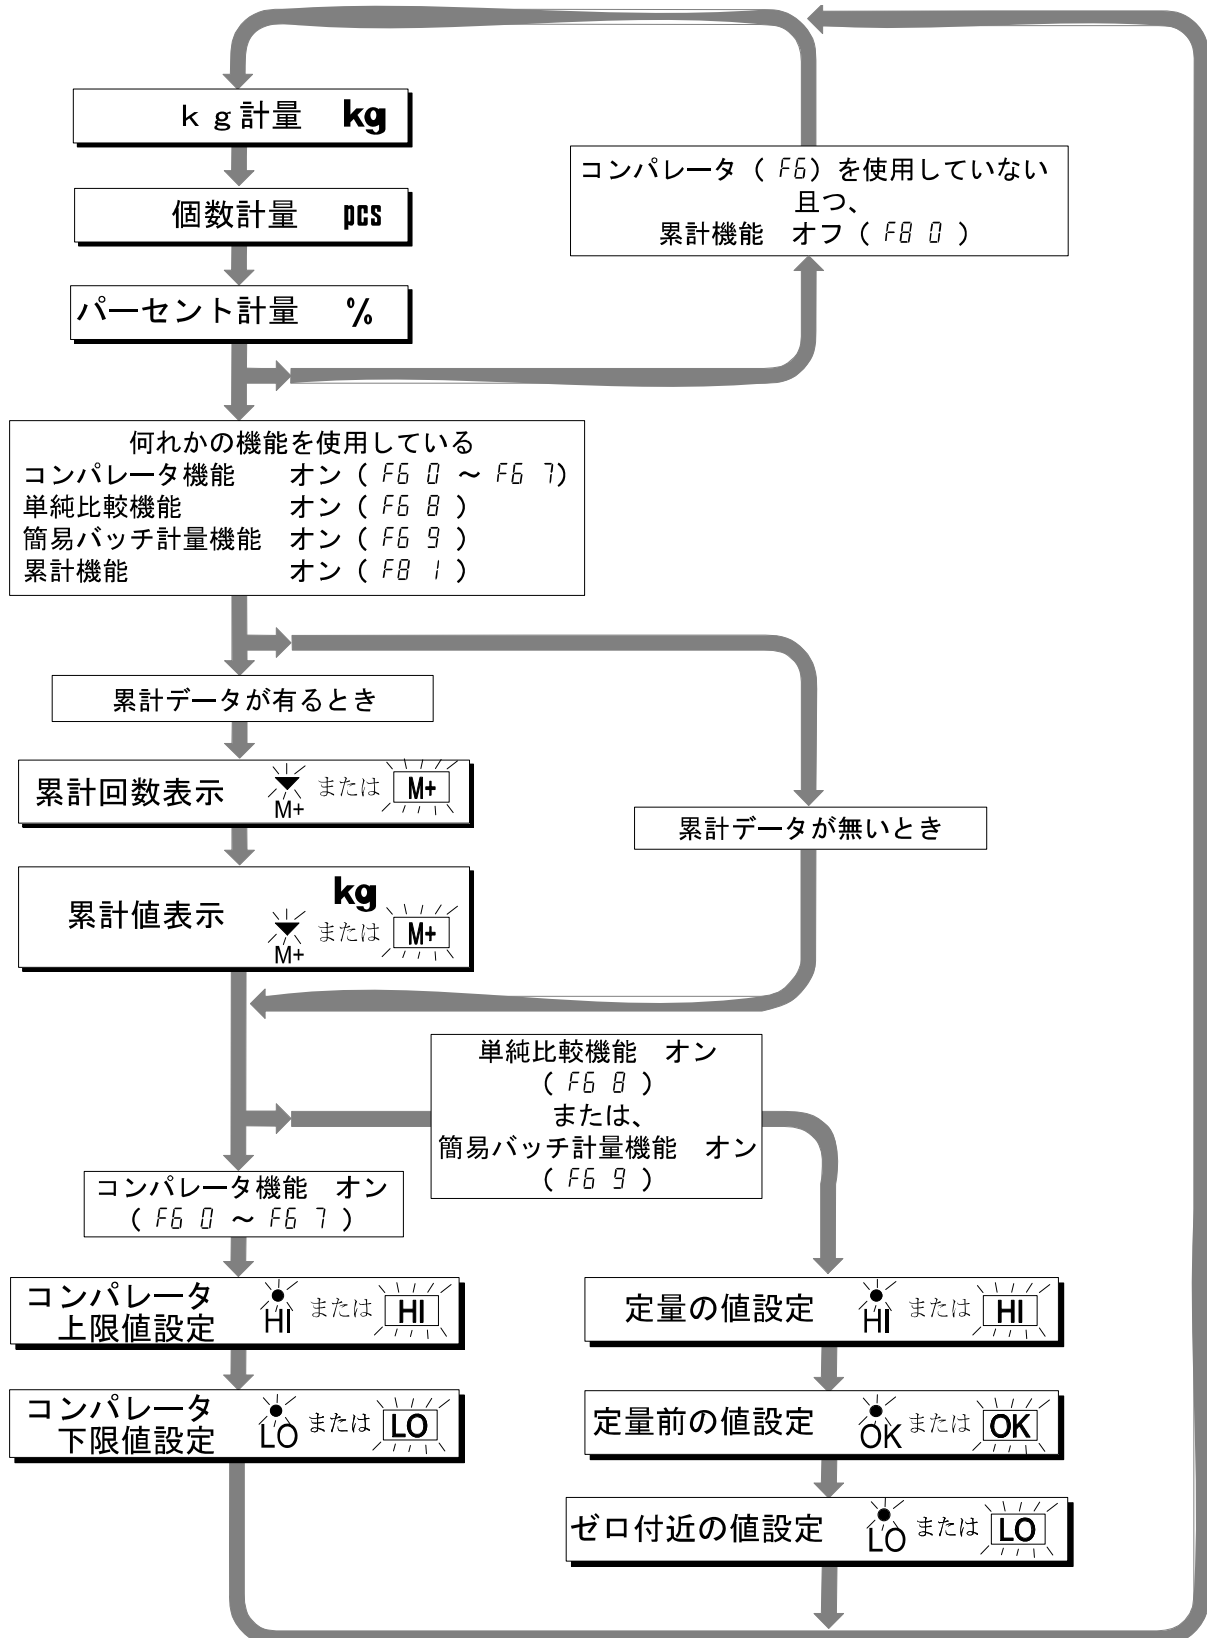 ｋｇ計量　kg
個数計量　pcs
パーセント計量　%
コンパレータ（ F6）を使用していない
且つ、
累計機能　オフ（ F8 0 ）
何れかの機能を使用している
コンパレータ機能　オン（ F6 0 ～ F6 7）
単純比較機能　オン（ F6 8 ）
簡易バッチ計量機能　オン（ F6 9 ）
累計機能　オン（ F8 1 ）
累計データが有るとき
累計回数表示　M+ または M+
累計データが無いとき
累計値表示　kg
M+ または M+
単純比較機能　オン
（ F6 8 ）
または、
簡易バッチ計量機能　オン
（ F6 9 ）
コンパレータ機能　オン
（ F6 0 ～ F6 7 ）
コンパレータ
上限値設定　HI または HI
コンパレータ
下限値設定　LO または LO
定量の値設定　HI または HI
定量前の値設定　OK または OK
ゼロ付近の値設定　LO または LO